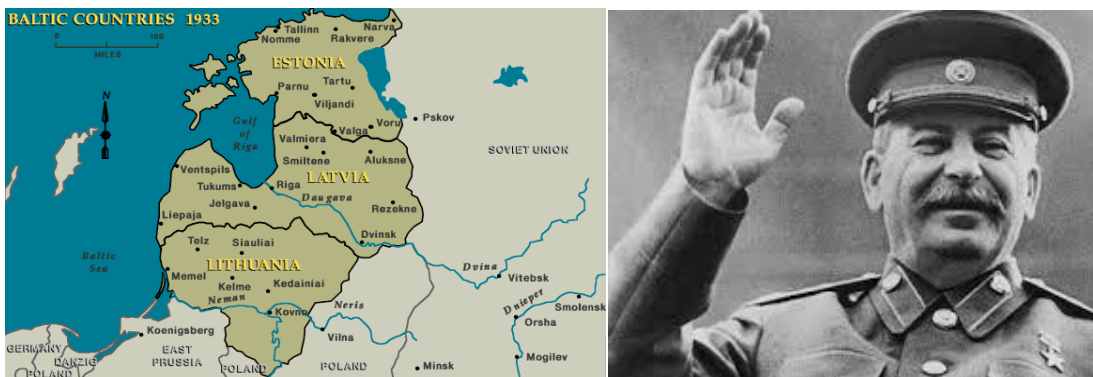 BALTIC COUNTRIES 1933
0 100
MILES
N
Tallinn
Narva
Nomme
Rakvere
ESTONIA
Parnu
Tartu
Viljandi
Pskov
Voru
Valga
Gulf
of
Riga
Valmiera
Smiltene
Aluksne
SOVIET UNION
Ventspils
LATVIA
Tukums
Riga
Daugava
Jelgava
Rezekne
Liepaja
Dvinsk
Telz
Siauliai
Baltic
Sea
LITHUANIA
Dvina
Memel
Vitebsk
Kelme
Kedainiai
Neman
Neris
Dnieper
Smolensk
Kovno
Orsha
Koenigsberg
Vilna
GERMANY
DANZIG
EAST
PRUSSIA
POLAND
POLAND
POLAND
Minsk
Mogilev